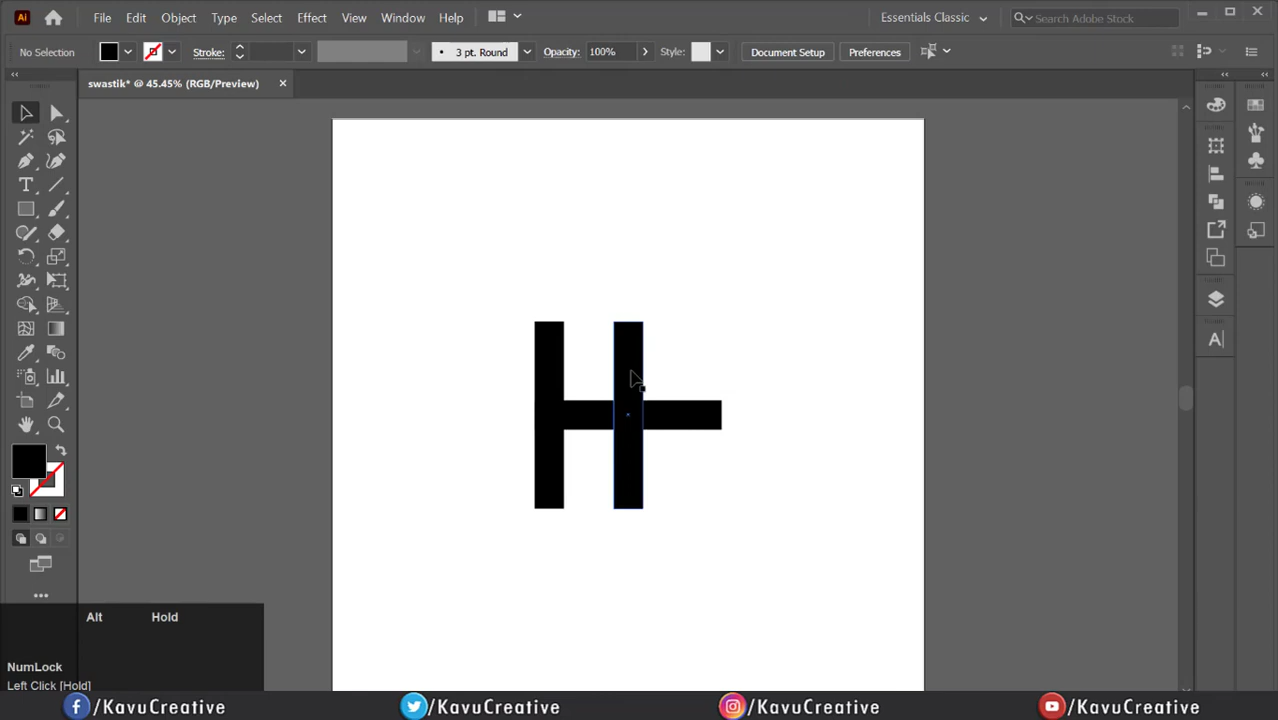 Ai File Edit Object Type Select Effect View Window Help Essentials Classic Search Adobe Stock
No Selection Stroke: 3 pt. Round Opacity: 100% Style: Document Setup Preferences
swastik* @ 45.45% (RGB/Preview)
Alt Hold
NumLock
Left Click [Hold]
/KavuCreative /KavuCreative /KavuCreative /KavuCreative